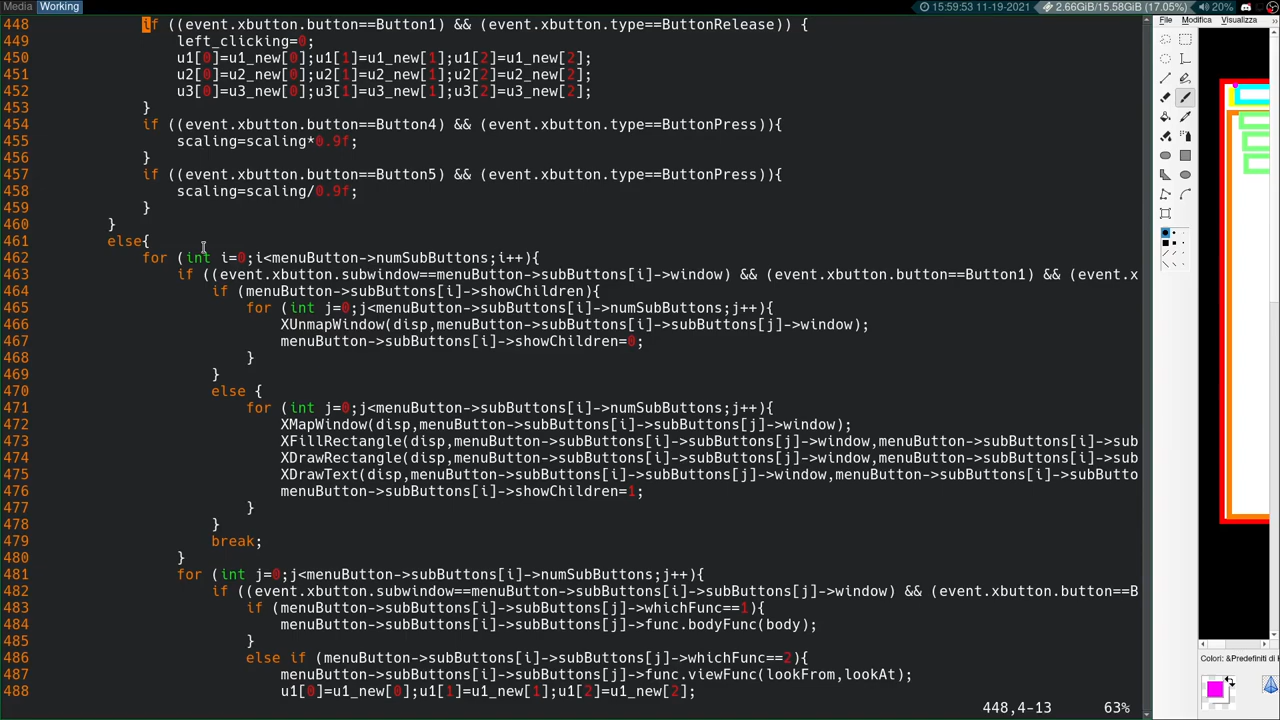 Media Working 15:59:53 11-19-2021 2.66GiB/15.58GiB (17.05%) 20%
File Modifica Visualizza »
448 if ((event.xbutton.button==Button1) && (event.xbutton.type==ButtonRelease)) {
449 left_clicking=0;
450 u1[0]=u1_new[0];u1[1]=u1_new[1];u1[2]=u1_new[2];
451 u2[0]=u2_new[0];u2[1]=u2_new[1];u2[2]=u2_new[2];
452 u3[0]=u3_new[0];u3[1]=u3_new[1];u3[2]=u3_new[2];
453 }
454 if ((event.xbutton.button==Button4) && (event.xbutton.type==ButtonPress)){
455 scaling=scaling*0.9f;
456 }
457 if ((event.xbutton.button==Button5) && (event.xbutton.type==ButtonPress)){
458 scaling=scaling/0.9f;
459 }
460 }
461 else{
462 for (int i=0;i<menuButton->numSubButtons;i++){
463 if ((event.xbutton.subwindow==menuButton->subButtons[i]->window) && (event.xbutton.button==Button1) && (event.x
464 if (menuButton->subButtons[i]->showChildren){
465 for (int j=0;j<menuButton->subButtons[i]->numSubButtons;j++){
466 XUnmapWindow(disp,menuButton->subButtons[i]->subButtons[j]->window);
467 menuButton->subButtons[i]->showChildren=0;
468 }
469 }
470 else {
471 for (int j=0;j<menuButton->subButtons[i]->numSubButtons;j++){
472 XMapWindow(disp,menuButton->subButtons[i]->subButtons[j]->window);
473 XFillRectangle(disp,menuButton->subButtons[i]->subButtons[j]->window,menuButton->subButtons[i]->sub
474 XDrawRectangle(disp,menuButton->subButtons[i]->subButtons[j]->window,menuButton->subButtons[i]->sub
475 XDrawText(disp,menuButton->subButtons[i]->subButtons[j]->window,menuButton->subButtons[i]->subButton
476 menuButton->subButtons[i]->showChildren=1;
477 }
478 }
479 break;
480 }
481 for (int j=0;j<menuButton->subButtons[i]->numSubButtons;j++){
482 if ((event.xbutton.subwindow==menuButton->subButtons[i]->subButtons[j]->window) && (event.xbutton.button==B
483 if (menuButton->subButtons[i]->subButtons[j]->whichFunc==1){
484 menuButton->subButtons[i]->subButtons[j]->func.bodyFunc(body);
485 }
486 else if (menuButton->subButtons[i]->subButtons[j]->whichFunc==2){
487 menuButton->subButtons[i]->subButtons[j]->func.viewFunc(lookFrom,lookAt);
488 u1[0]=u1_new[0];u1[1]=u1_new[1];u1[2]=u1_new[2];
448,4-13 63%
Colori: &Predefiniti di